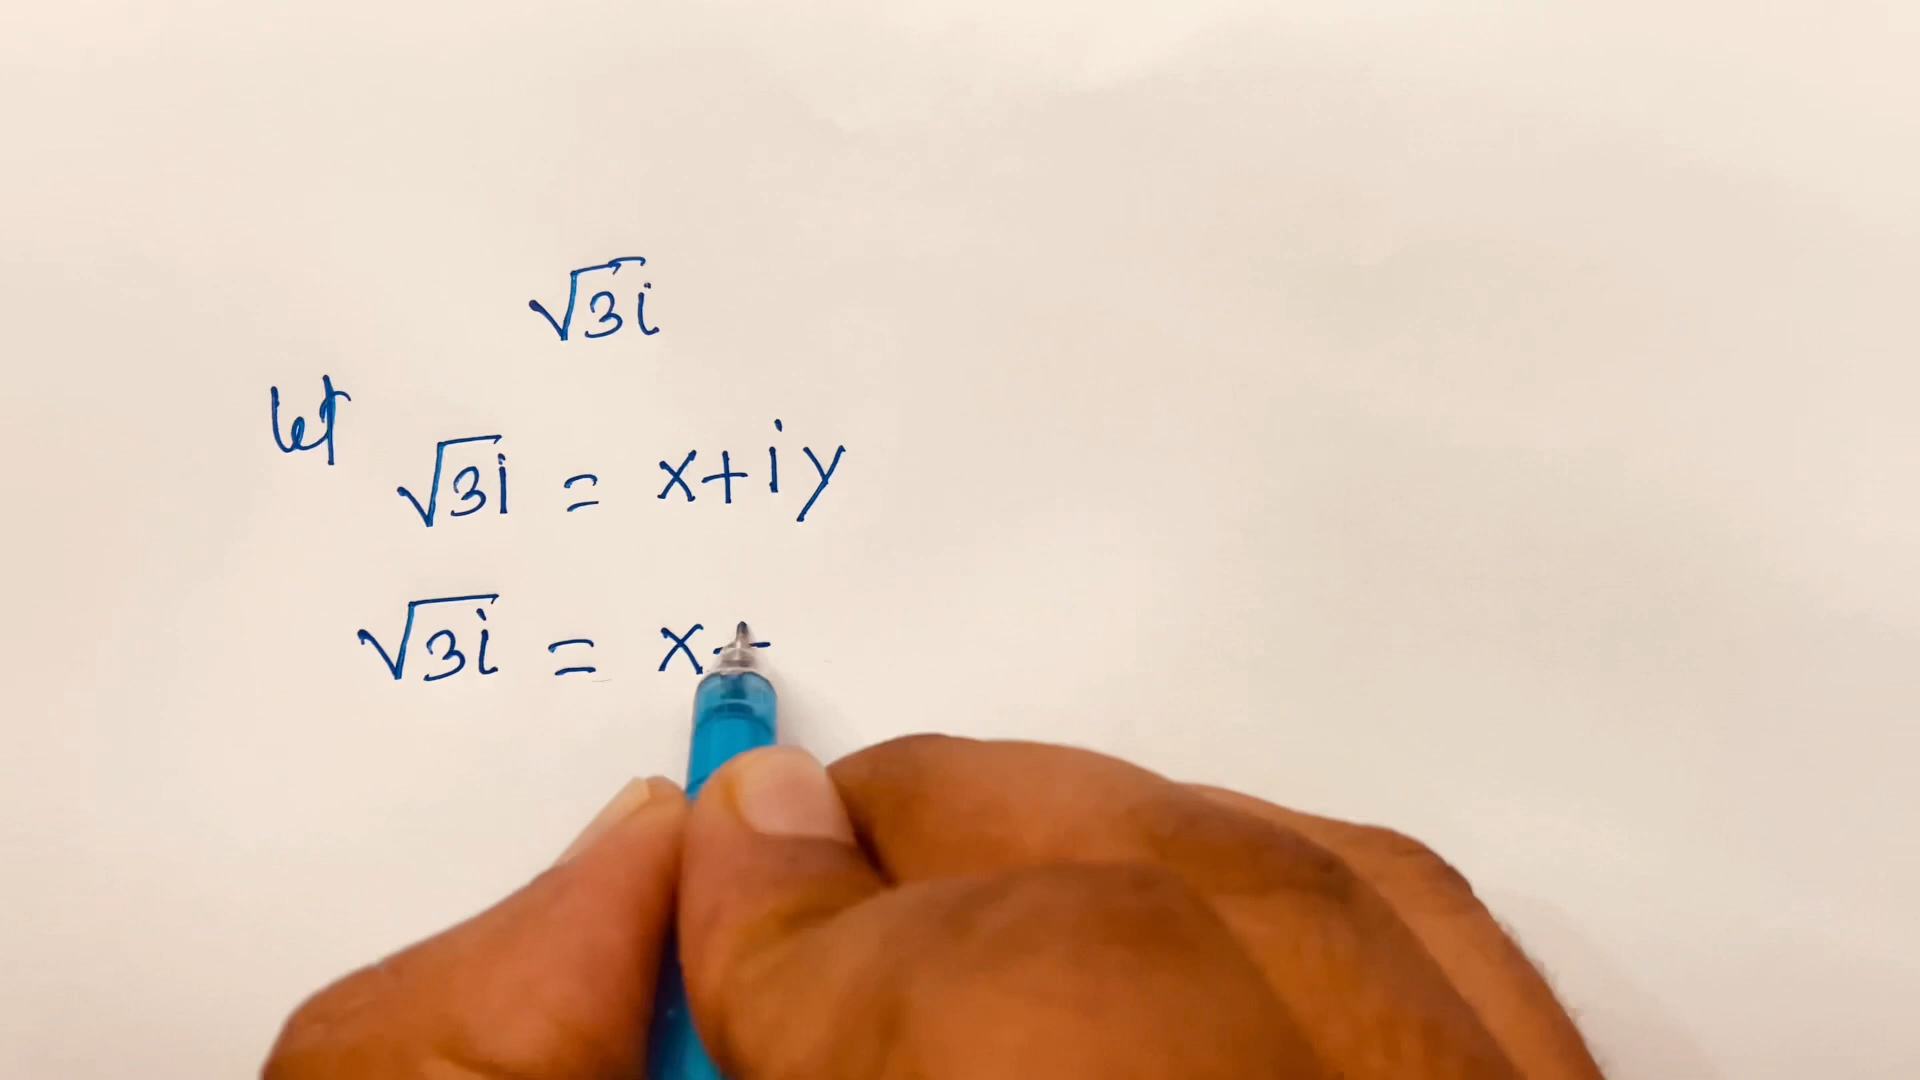 √3i
let
√3i = x+iy
√3i = x+